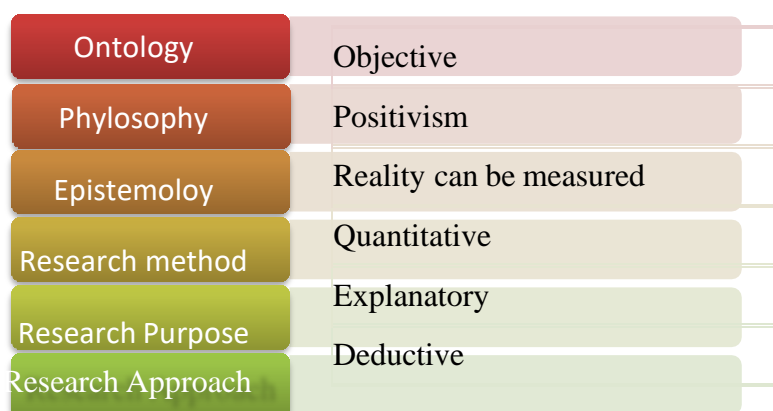 Ontology
Objective
Phylosophy
Positivism
Epistemoloy
Reality can be measured
Research method
Quantitative
Research Purpose
Explanatory
Research Approach
Deductive